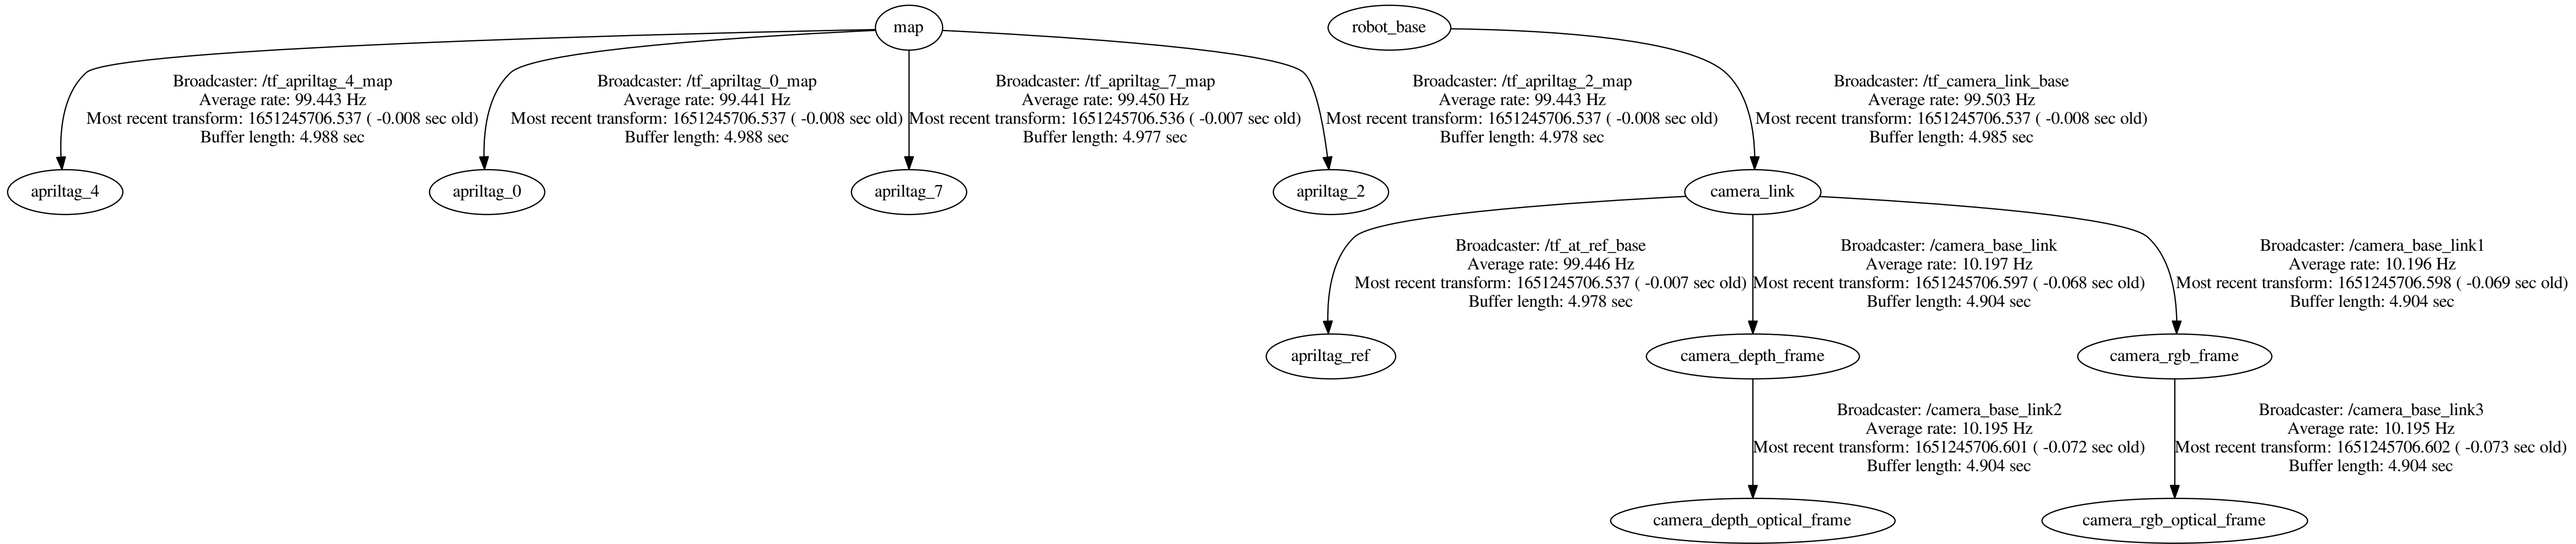 map
robot_base
Broadcaster: /tf_apriltag_4_map
Average rate: 99.443 Hz
Most recent transform: 1651245706.537 ( -0.008 sec old)
Buffer length: 4.988 sec
Broadcaster: /tf_apriltag_0_map
Average rate: 99.441 Hz
Most recent transform: 1651245706.537 ( -0.008 sec old)
Buffer length: 4.988 sec
Broadcaster: /tf_apriltag_7_map
Average rate: 99.450 Hz
Most recent transform: 1651245706.536 ( -0.007 sec old)
Buffer length: 4.977 sec
Broadcaster: /tf_apriltag_2_map
Average rate: 99.443 Hz
Most recent transform: 1651245706.537 ( -0.008 sec old)
Buffer length: 4.978 sec
Broadcaster: /tf_camera_link_base
Average rate: 99.503 Hz
Most recent transform: 1651245706.537 ( -0.008 sec old)
Buffer length: 4.985 sec
apriltag_4
apriltag_0
apriltag_7
apriltag_2
camera_link
Broadcaster: /tf_at_ref_base
Average rate: 99.446 Hz
Most recent transform: 1651245706.537 ( -0.007 sec old)
Buffer length: 4.978 sec
Broadcaster: /camera_base_link
Average rate: 10.197 Hz
Most recent transform: 1651245706.597 ( -0.068 sec old)
Buffer length: 4.904 sec
Broadcaster: /camera_base_link1
Average rate: 10.196 Hz
Most recent transform: 1651245706.598 ( -0.069 sec old)
Buffer length: 4.904 sec
apriltag_ref
camera_depth_frame
camera_rgb_frame
Broadcaster: /camera_base_link2
Average rate: 10.195 Hz
Most recent transform: 1651245706.601 ( -0.072 sec old)
Buffer length: 4.904 sec
Broadcaster: /camera_base_link3
Average rate: 10.195 Hz
Most recent transform: 1651245706.602 ( -0.073 sec old)
Buffer length: 4.904 sec
camera_depth_optical_frame
camera_rgb_optical_frame